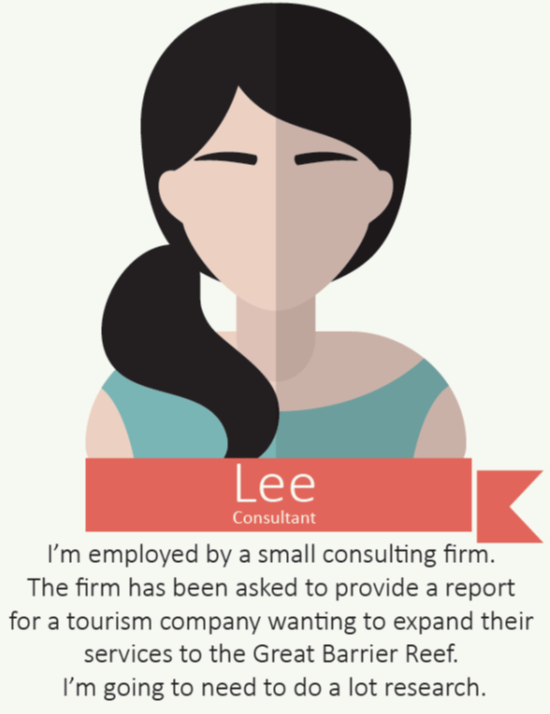 Lee
Consultant
I'm employed by a small consulting firm.
The firm has been asked to provide a report
for a tourism company wanting to expand their
services to the Great Barrier Reef.
I'm going to need to do a lot research.